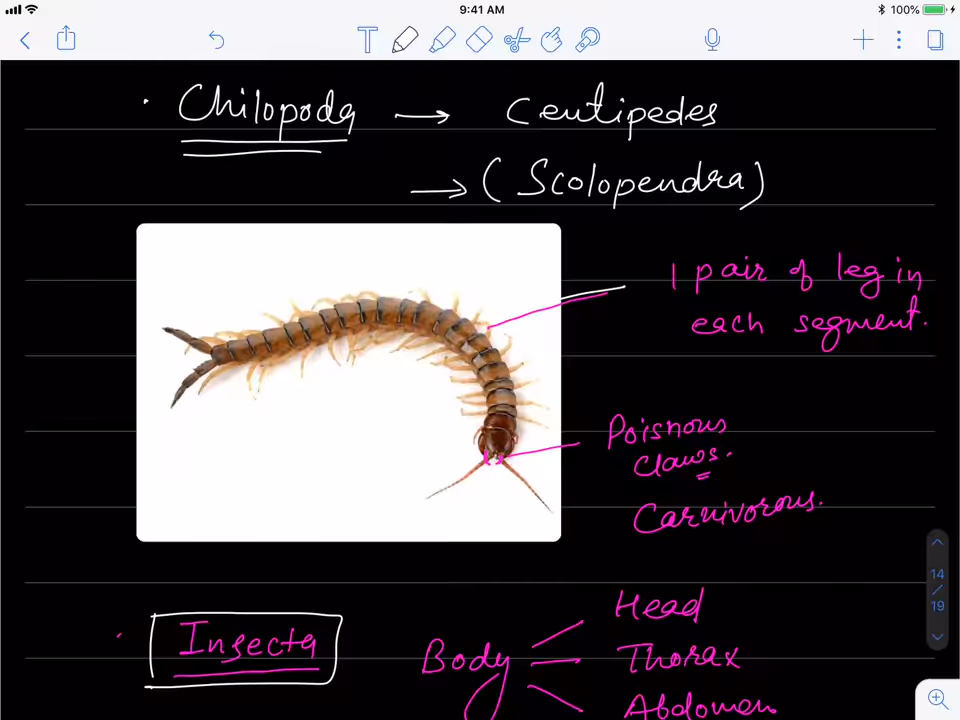 9:41 AM
100%
T
· Chilopoda → Centipedes
→ (Scolopendra)
1 pair of leg in
each segment.
Poisnous
claws.
Carnivorous.
14
/
19
· Insecta
Body
Head
Thorax
Abdomen